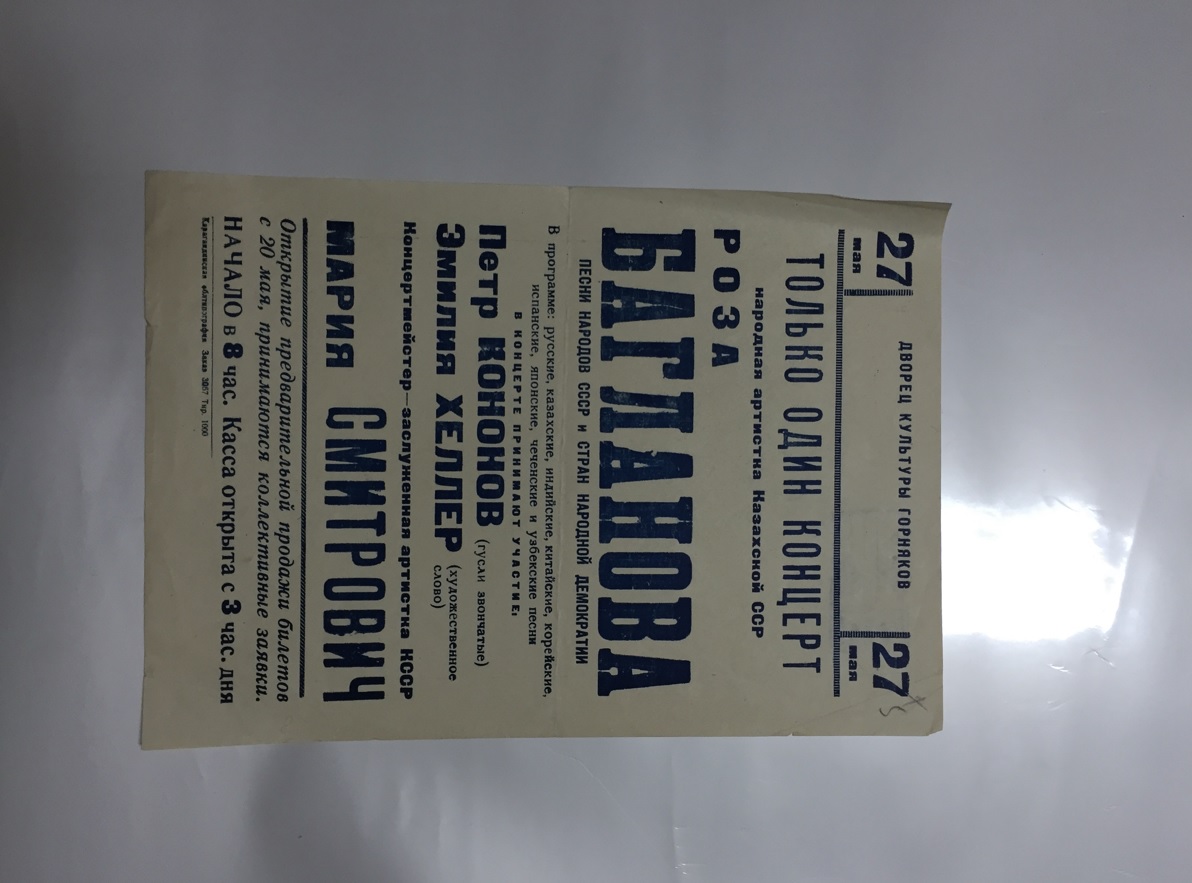 27 мая
ДВОРЕЦ КУЛЬТУРЫ ГОРНЯКОВ
27 мая
ТОЛЬКО ОДИН КОНЦЕРТ
народная артистка Казахской ССР
РОЗА
БАГЛАНОВА
ПЕСНИ НАРОДОВ СССР и СТРАН НАРОДНОЙ ДЕМОКРАТИИ
В программе: русские, казахские, индийские, китайские, корейские,
испанские, японские, чеченские и узбекские песни
В КОНЦЕРТЕ ПРИНИМАЮТ УЧАСТИЕ:
Петр КОНОНОВ (гусли звончатые)
ЭМИЛИЯ ХЕЛЛЕР (художественное слово)
Концертмейстер—заслуженная артистка КССР
МАРИЯ СМИТРОВИЧ
Открытие предварительной продажи билетов
с 20 мая, принимаются коллективные заявки.
НАЧАЛО в 8 час. Касса открыта с 3 час. дня
Карагандинская облтипография Заказ 3067 Тир. 1000